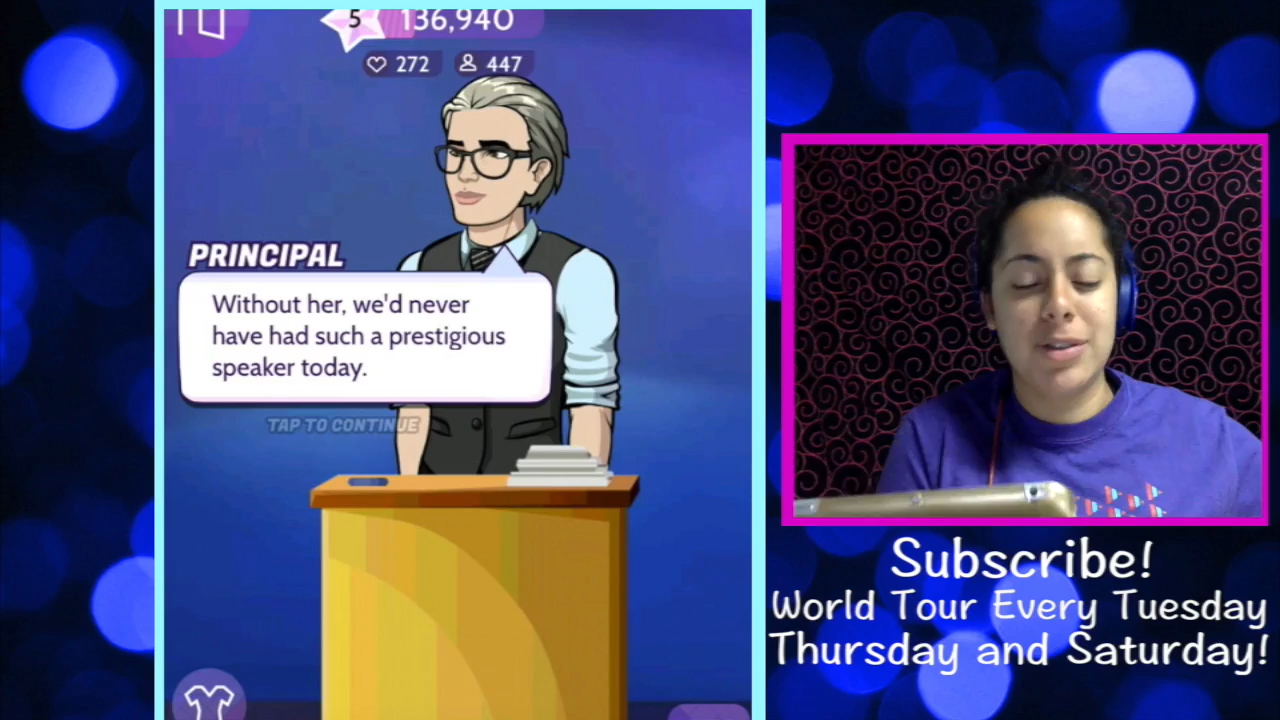 5 136,940
272 447
PRINCIPAL
Without her, we'd never
have had such a prestigious
speaker today.
TAP TO CONTINUE
Subscribe!
World Tour Every Tuesday
Thursday and Saturday!